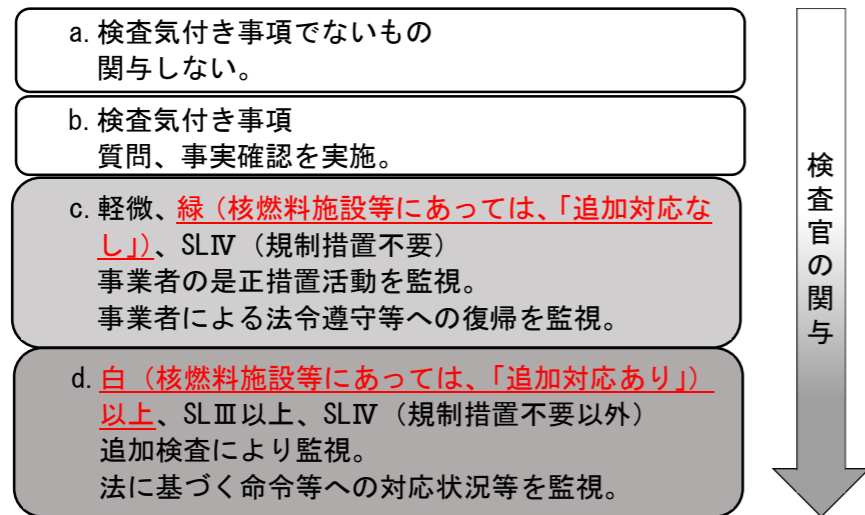 a. 検査気付き事項でないもの
関与しない。
b. 検査気付き事項
質問、事実確認を実施。
c. 軽微、緑（核燃料施設等にあっては、「追加対応な
し」）、SLⅣ（規制措置不要）
事業者の是正措置活動を監視。
事業者による法令遵守等への復帰を監視。
d. 白（核燃料施設等にあっては、「追加対応あり」）
以上、SLⅢ以上、SLⅣ（規制措置不要以外）
追加検査により監視。
法に基づく命令等への対応状況等を監視。
検査官の関与